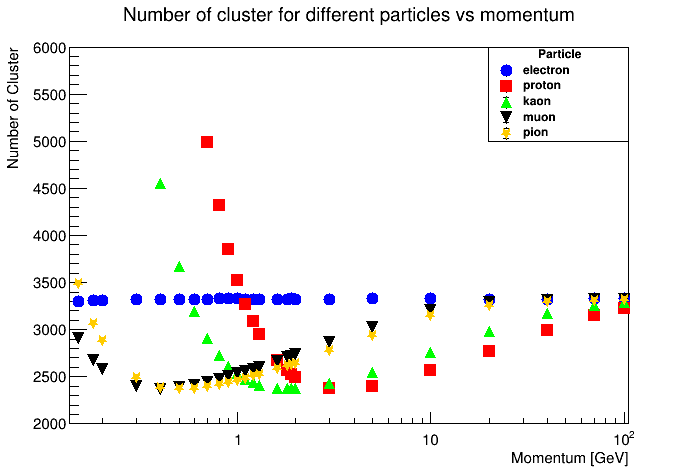 Number of cluster for different particles vs momentum
Number of Cluster
6000
5500
5000
4500
4000
3500
3000
2500
2000
Particle
electron
proton
kaon
muon
pion
1
10
10²
Momentum [GeV]